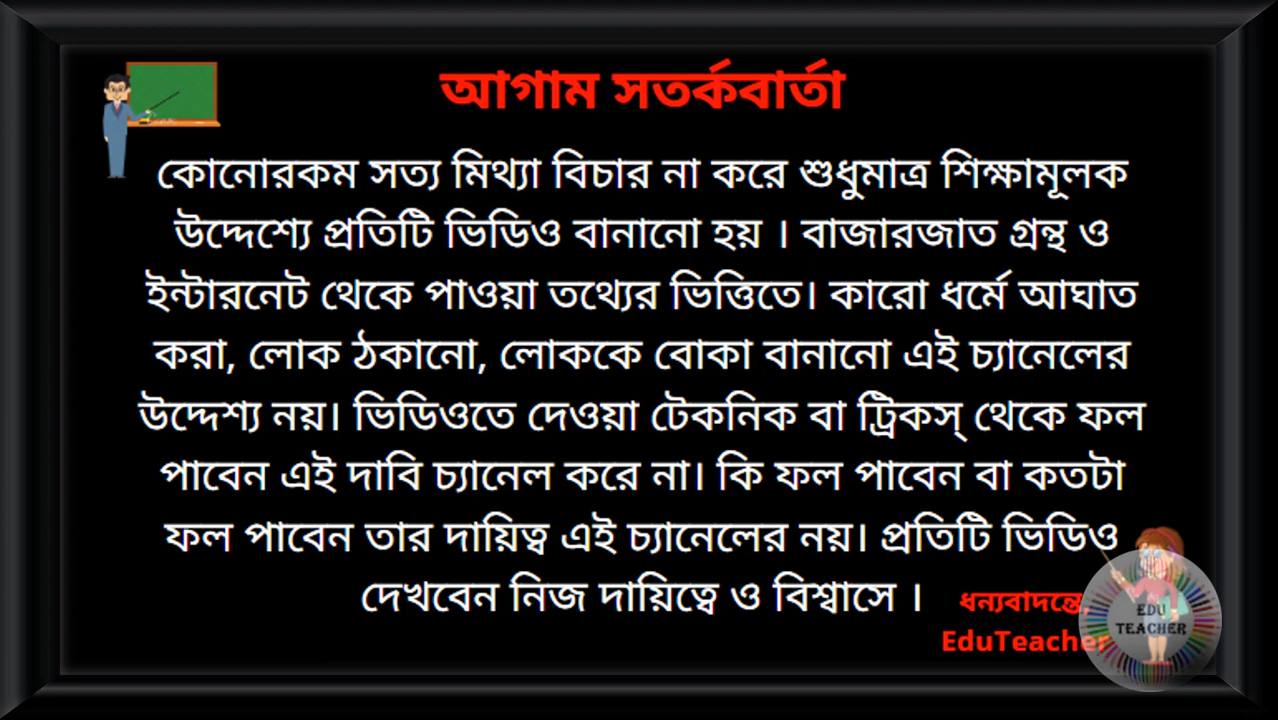 আগাম সতর্কবার্তা
কোনোরকম সত্য মিথ্যা বিচার না করে শুধুমাত্র শিক্ষামূলক
উদ্দেশ্যে প্রতিটি ভিডিও বানানো হয় । বাজারজাত গ্রন্থ ও
ইন্টারনেট থেকে পাওয়া তথ্যের ভিত্তিতে। কারো ধর্মে আঘাত
করা, লোক ঠকানো, লোককে বোকা বানানো এই চ্যানেলের
উদ্দেশ্য নয়। ভিডিওতে দেওয়া টেকনিক বা ট্রিকস্ থেকে ফল
পাবেন এই দাবি চ্যানেল করে না। কি ফল পাবেন বা কতটা
ফল পাবেন তার দায়িত্ব এই চ্যানেলের নয়। প্রতিটি ভিডিও
দেখবেন নিজ দায়িত্বে ও বিশ্বাসে ।
ধন্যবাদন্তে,
EduTeacher
EDU
TEACHER